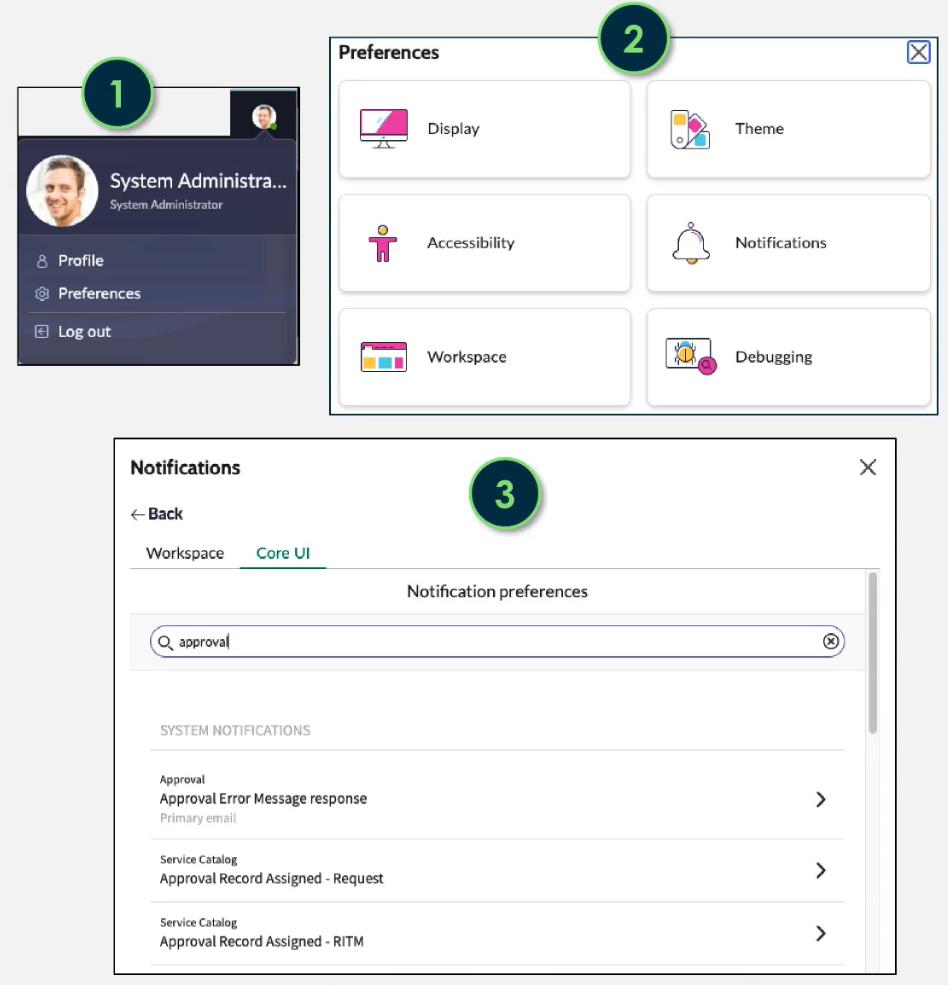 1
System Administra...
System Administrator
Profile
Preferences
Log out
2
Preferences
Display
Theme
Accessibility
Notifications
Workspace
Debugging
3
Notifications
←Back
Workspace Core UI
Notification preferences
approval
SYSTEM NOTIFICATIONS
Approval
Approval Error Message response
Primary email
Service Catalog
Approval Record Assigned - Request
Service Catalog
Approval Record Assigned - RITM